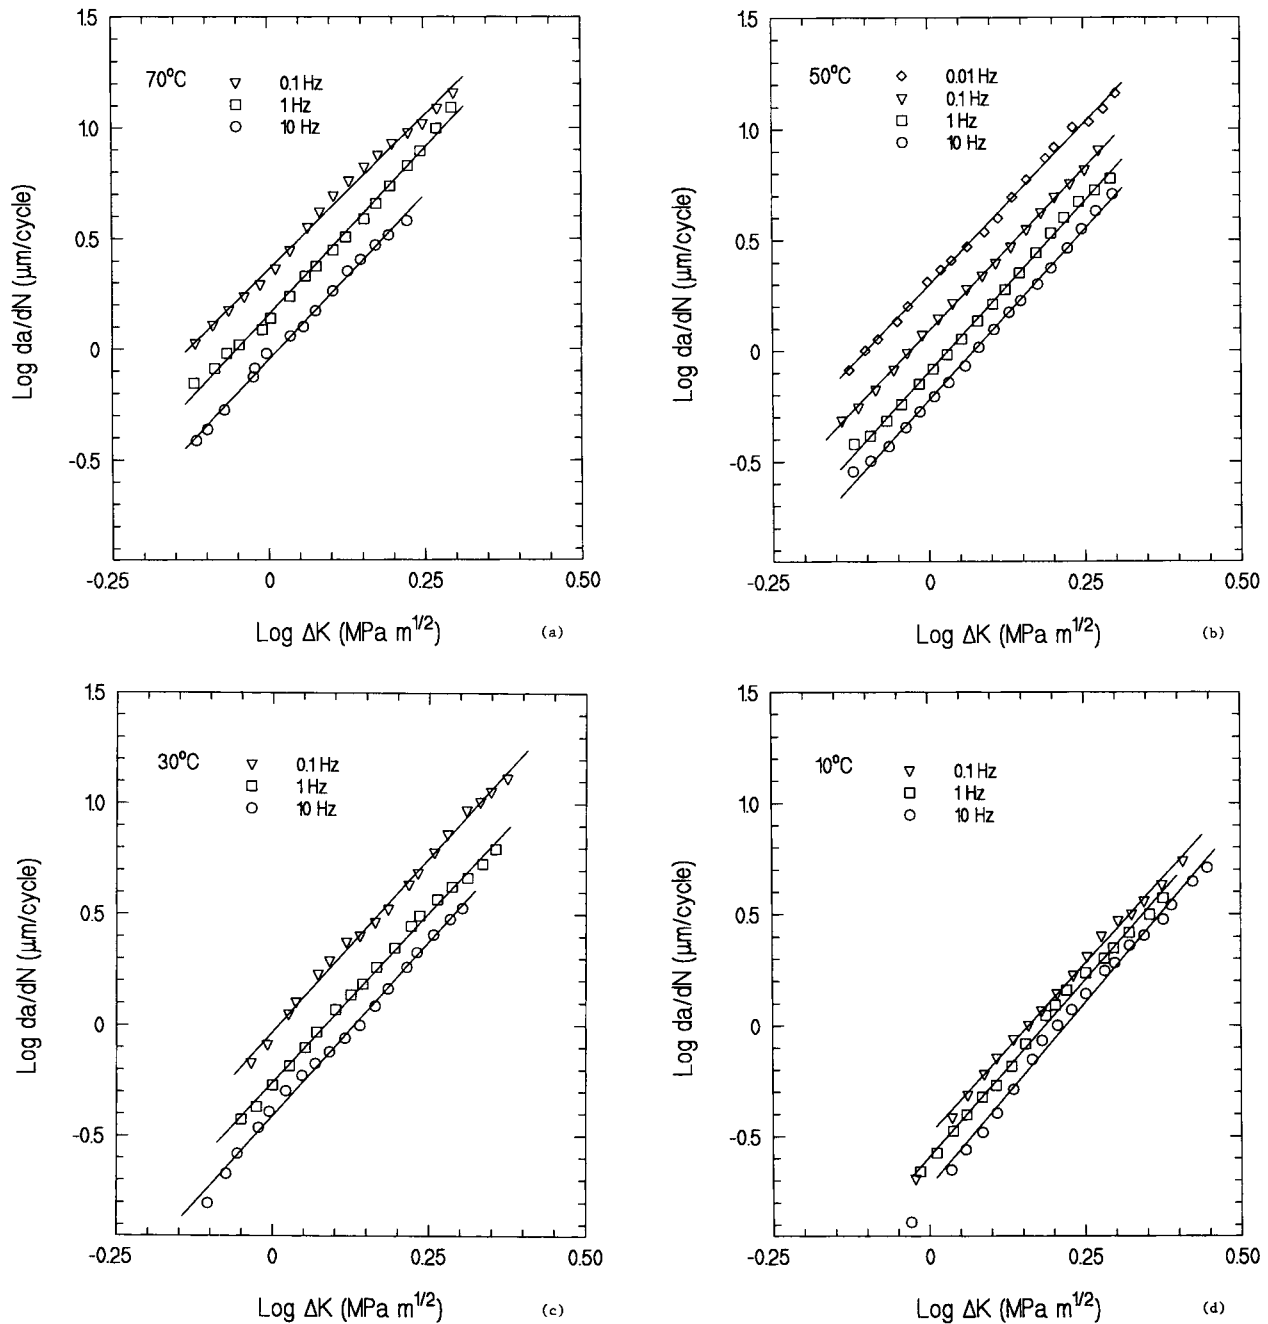 1.5
1.0
0.5
0
-0.5
-0.25
0
0.25
0.50
70°C
0.1 Hz
1 Hz
10 Hz
Log da/dN (μm/cycle)
Log ΔK (MPa m^1/2)
(a)
1.5
1.0
0.5
0
-0.5
-0.25
0
0.25
0.50
50°C
0.01 Hz
0.1 Hz
1 Hz
10 Hz
Log da/dN (μm/cycle)
Log ΔK (MPa m^1/2)
(b)
1.5
1.0
0.5
0
-0.5
-0.25
0
0.25
0.50
30°C
0.1 Hz
1 Hz
10 Hz
Log da/dN (μm/cycle)
Log ΔK (MPa m^1/2)
(c)
1.5
1.0
0.5
0
-0.5
-0.25
0
0.25
0.50
10°C
0.1 Hz
1 Hz
10 Hz
Log da/dN (μm/cycle)
Log ΔK (MPa m^1/2)
(d)